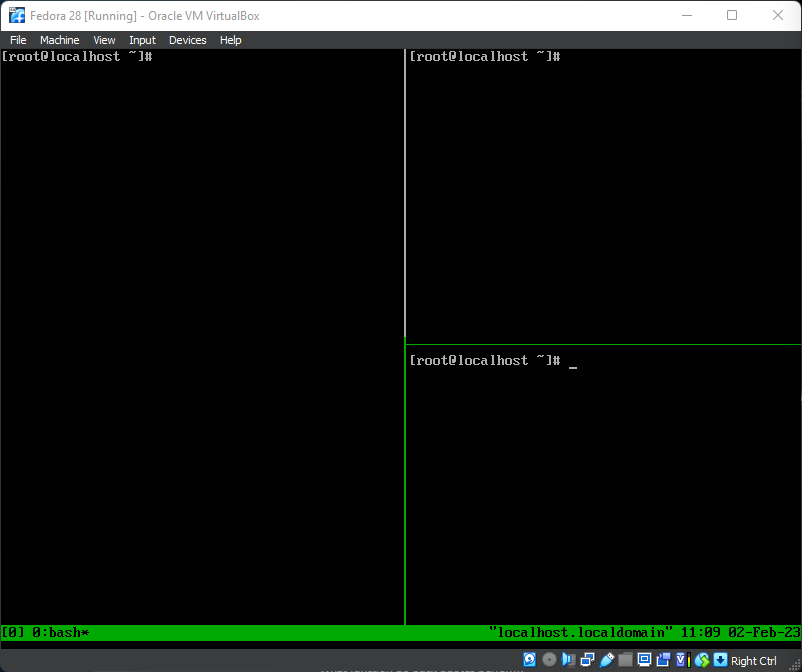 Fedora 28 [Running] - Oracle VM VirtualBox
File Machine View Input Devices Help
[root@localhost ~]#
[root@localhost ~]#
[root@localhost ~]# _
[0] 0:bash* "localhost.localdomain" 11:09 02-Feb-23
Right Ctrl